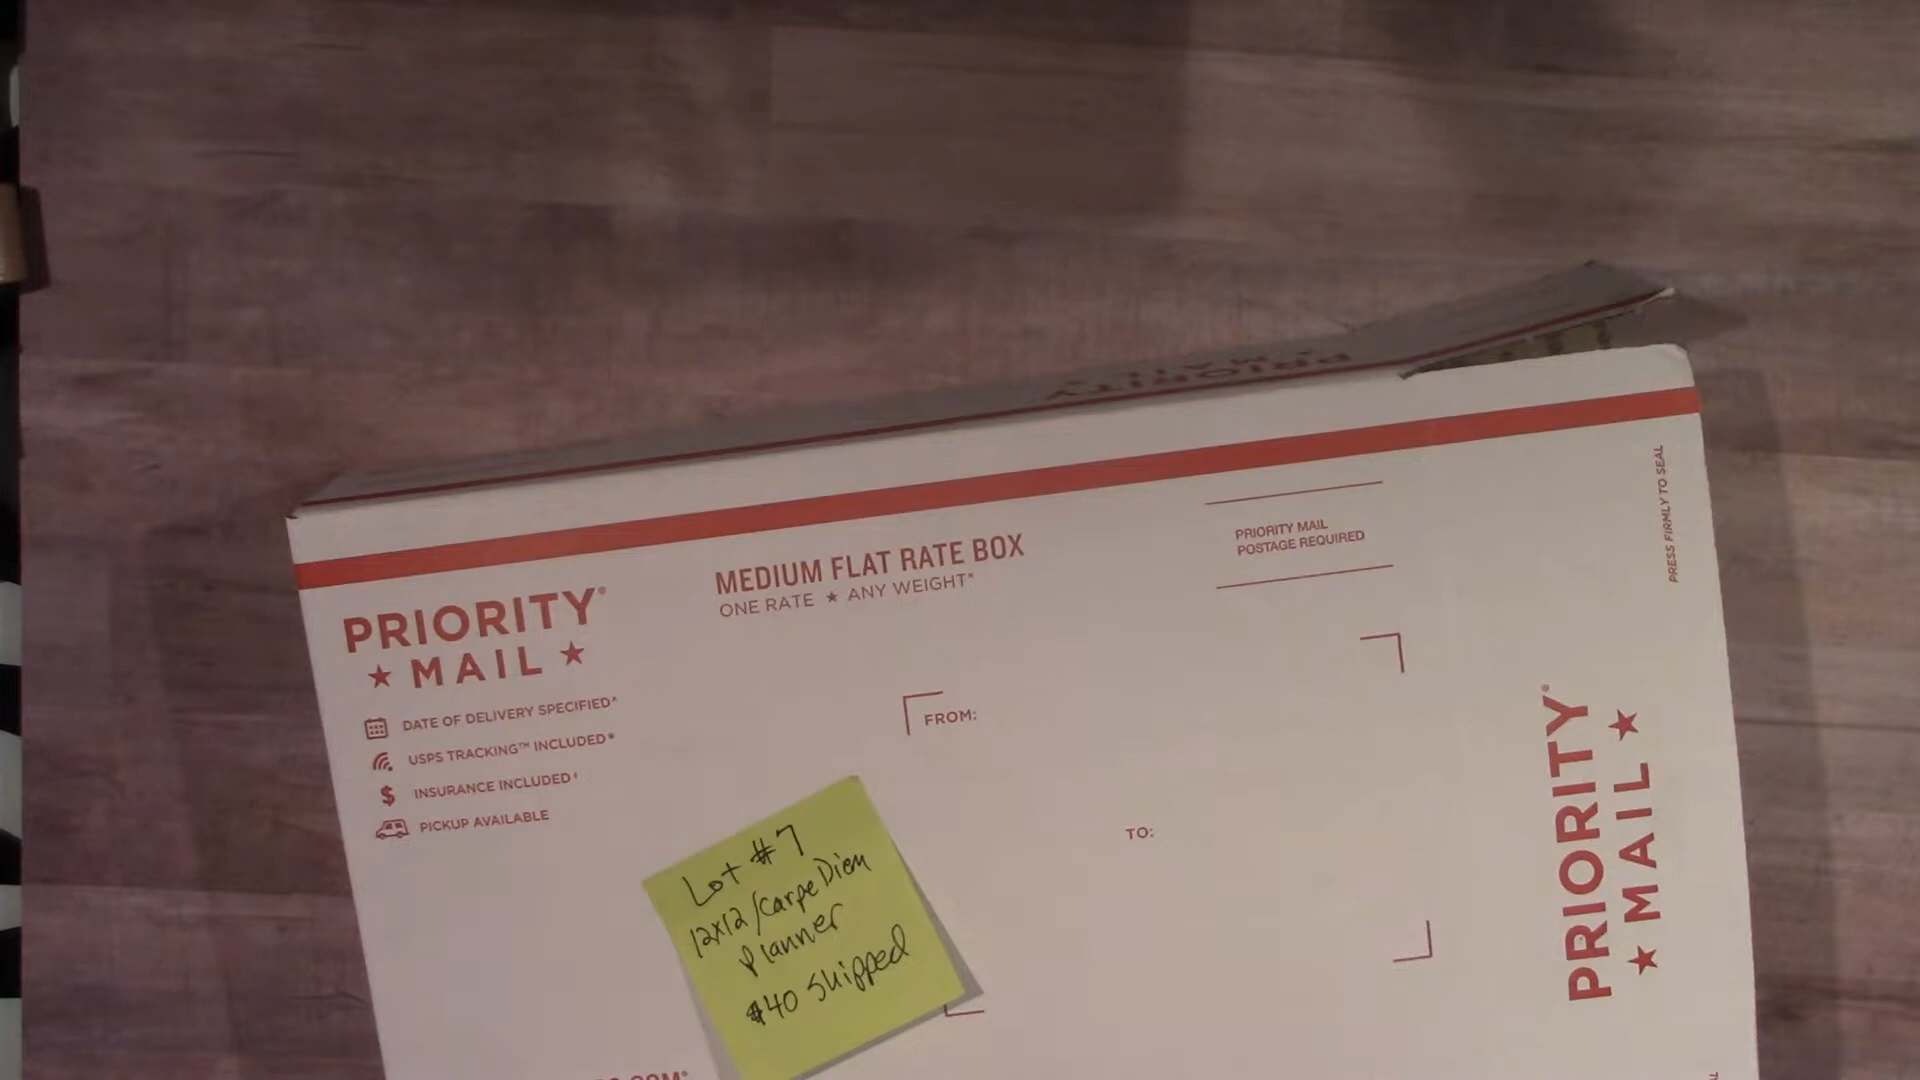 PRIORITY
★ MAIL
PRIORITY®
★ MAIL ★
MEDIUM FLAT RATE BOX
ONE RATE ★ ANY WEIGHT*
PRIORITY MAIL
POSTAGE REQUIRED
PRESS FIRMLY TO SEAL
DATE OF DELIVERY SPECIFIED*
USPS TRACKING™ INCLUDED*
$ INSURANCE INCLUDED*
PICKUP AVAILABLE
FROM:
TO:
Lot #7
12x12/Carpe Diem
Planner
$40 Shipped
PRIORITY®
★ MAIL ★